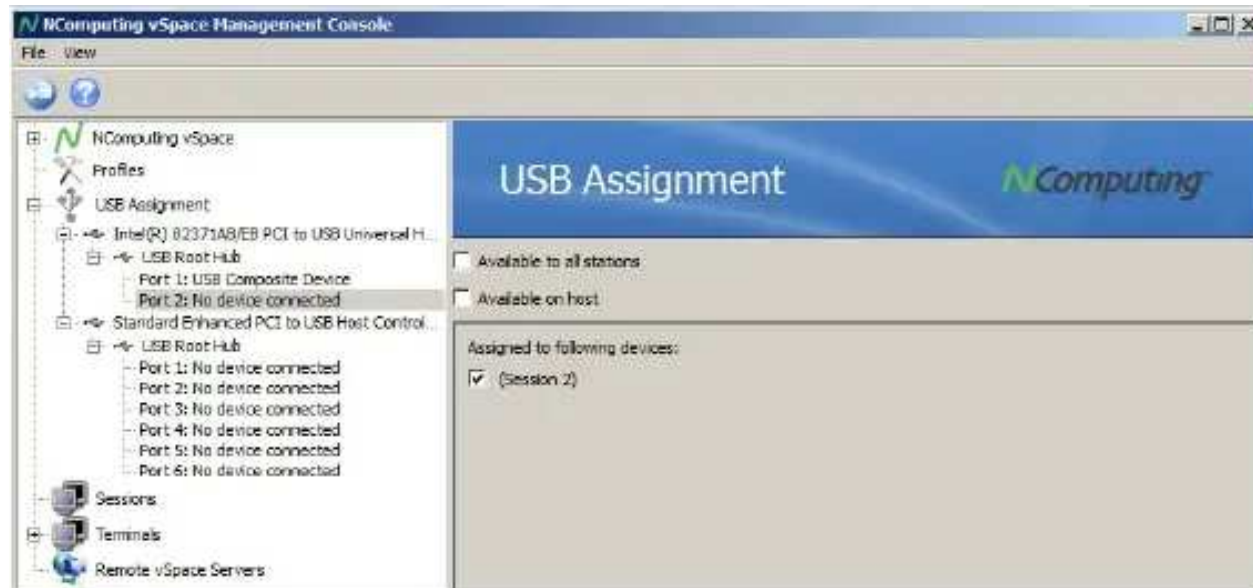 NComputing vSpace Management Console
File View
NComputing vSpace
Profiles
USB Assignment
Intel(R) 82371AB/EB PCI to USB Universal H...
USB Root Hub
Port 1: USB Composite Device
Port 2: No device connected
Standard Enhanced PCI to USB Host Control...
USB Root Hub
Port 1: No device connected
Port 2: No device connected
Port 3: No device connected
Port 4: No device connected
Port 5: No device connected
Port 6: No device connected
Sessions
Terminals
Remote vSpace Servers
USB Assignment
NComputing
Available to all stations
Available on host
Assigned to following devices:
(Session 2)